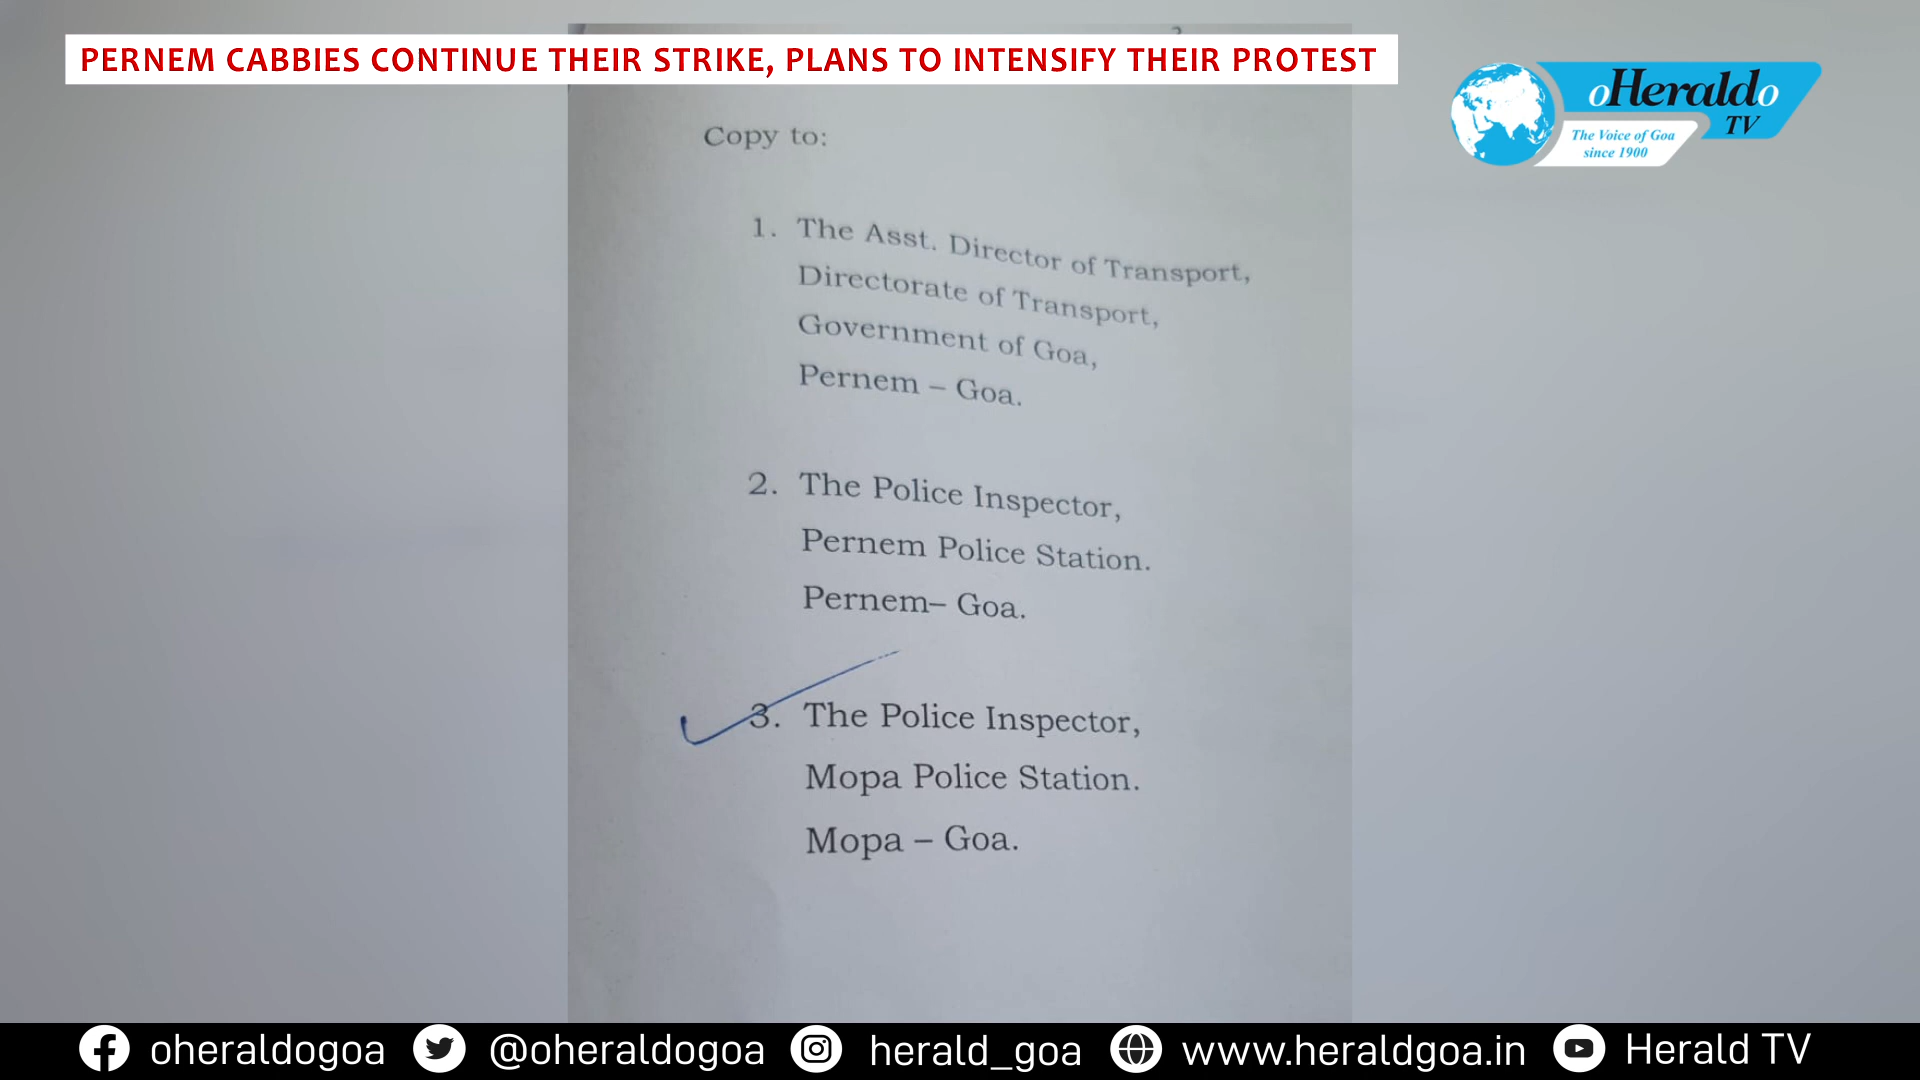 PERNEM CABBIES CONTINUE THEIR STRIKE, PLANS TO INTENSIFY THEIR PROTEST
oHeraldo
TV
The Voice of Goa
since 1900
Copy to:
1. The Asst. Director of Transport,
Directorate of Transport,
Government of Goa,
Pernem – Goa.
2. The Police Inspector,
Pernem Police Station.
Pernem– Goa.
3. The Police Inspector,
Mopa Police Station.
Mopa – Goa.
oheraldogoa
@oheraldogoa
herald_goa
www.heraldgoa.in
Herald TV